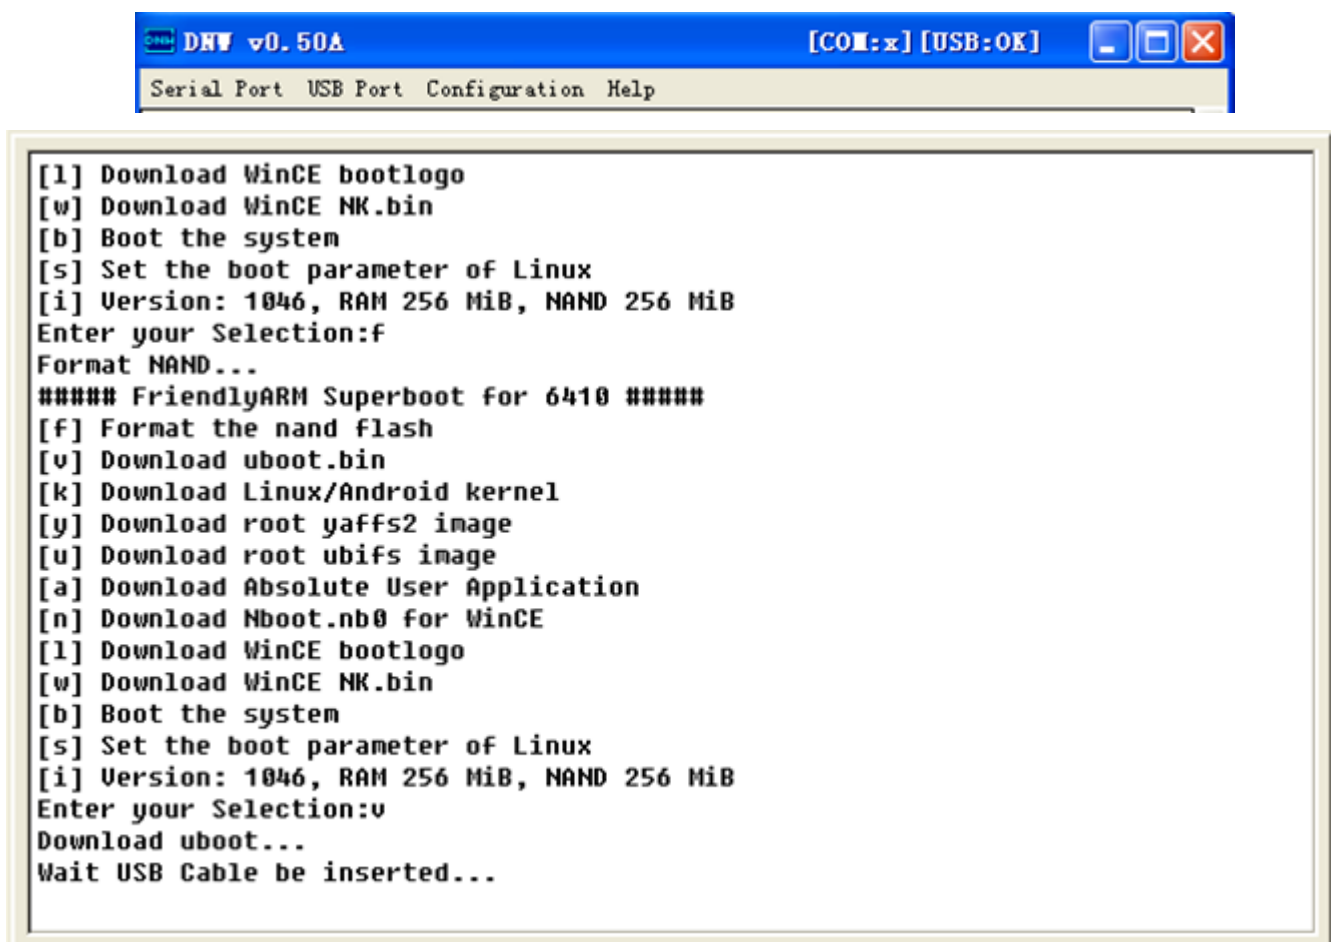 DNW DNW v0.50A [COM:x][USB:OK]
Serial Port USB Port Configuration Help
[l] Download WinCE bootlogo
[w] Download WinCE NK.bin
[b] Boot the system
[s] Set the boot parameter of Linux
[i] Version: 1046, RAM 256 MiB, NAND 256 MiB
Enter your Selection:f
Format NAND...
##### FriendlyARM Superboot for 6410 #####
[f] Format the nand flash
[v] Download uboot.bin
[k] Download Linux/Android kernel
[y] Download root yaffs2 image
[u] Download root ubifs image
[a] Download Absolute User Application
[n] Download Nboot.nb0 for WinCE
[l] Download WinCE bootlogo
[w] Download WinCE NK.bin
[b] Boot the system
[s] Set the boot parameter of Linux
[i] Version: 1046, RAM 256 MiB, NAND 256 MiB
Enter your Selection:v
Download uboot...
Wait USB Cable be inserted...